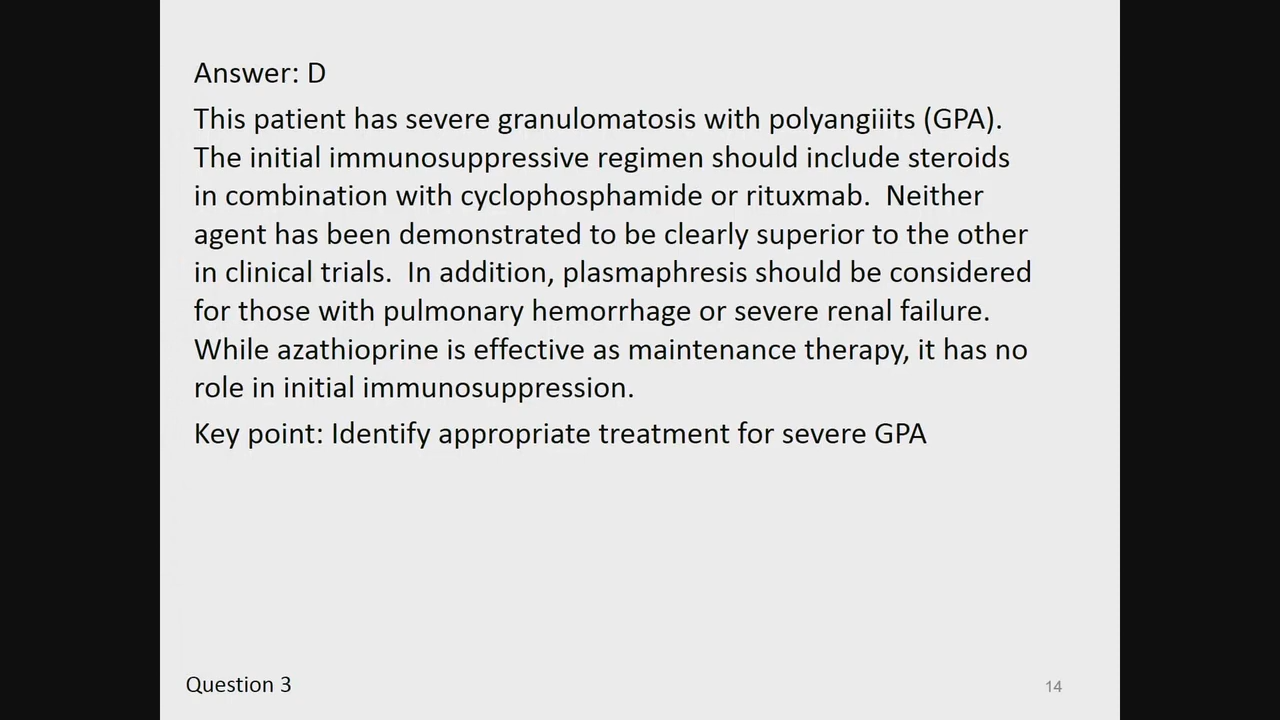 Answer: D
This patient has severe granulomatosis with polyangiiits (GPA).
The initial immunosuppressive regimen should include steroids
in combination with cyclophosphamide or rituxmab.  Neither
agent has been demonstrated to be clearly superior to the other
in clinical trials.  In addition, plasmaphresis should be considered
for those with pulmonary hemorrhage or severe renal failure.
While azathioprine is effective as maintenance therapy, it has no
role in initial immunosuppression.
Key point: Identify appropriate treatment for severe GPA
Question 3
14